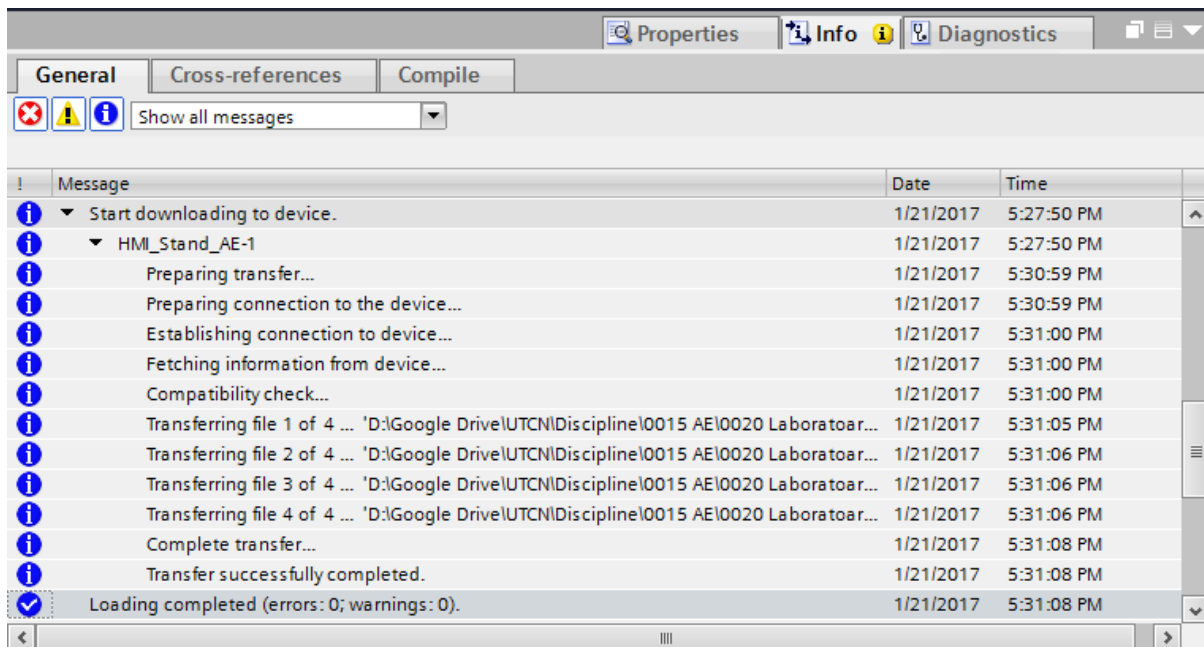 Properties Info Diagnostics
General Cross-references Compile
Show all messages
! Message Date Time
Start downloading to device. 1/21/2017 5:27:50 PM
HMI_Stand_AE-1 1/21/2017 5:27:50 PM
Preparing transfer... 1/21/2017 5:30:59 PM
Preparing connection to the device... 1/21/2017 5:30:59 PM
Establishing connection to device... 1/21/2017 5:31:00 PM
Fetching information from device... 1/21/2017 5:31:00 PM
Compatibility check... 1/21/2017 5:31:00 PM
Transferring file 1 of 4 ... 'D:\Google Drive\UTCN\Discipline\0015 AE\0020 Laboratoar... 1/21/2017 5:31:05 PM
Transferring file 2 of 4 ... 'D:\Google Drive\UTCN\Discipline\0015 AE\0020 Laboratoar... 1/21/2017 5:31:06 PM
Transferring file 3 of 4 ... 'D:\Google Drive\UTCN\Discipline\0015 AE\0020 Laboratoar... 1/21/2017 5:31:06 PM
Transferring file 4 of 4 ... 'D:\Google Drive\UTCN\Discipline\0015 AE\0020 Laboratoar... 1/21/2017 5:31:06 PM
Complete transfer... 1/21/2017 5:31:08 PM
Transfer successfully completed. 1/21/2017 5:31:08 PM
Loading completed (errors: 0; warnings: 0). 1/21/2017 5:31:08 PM